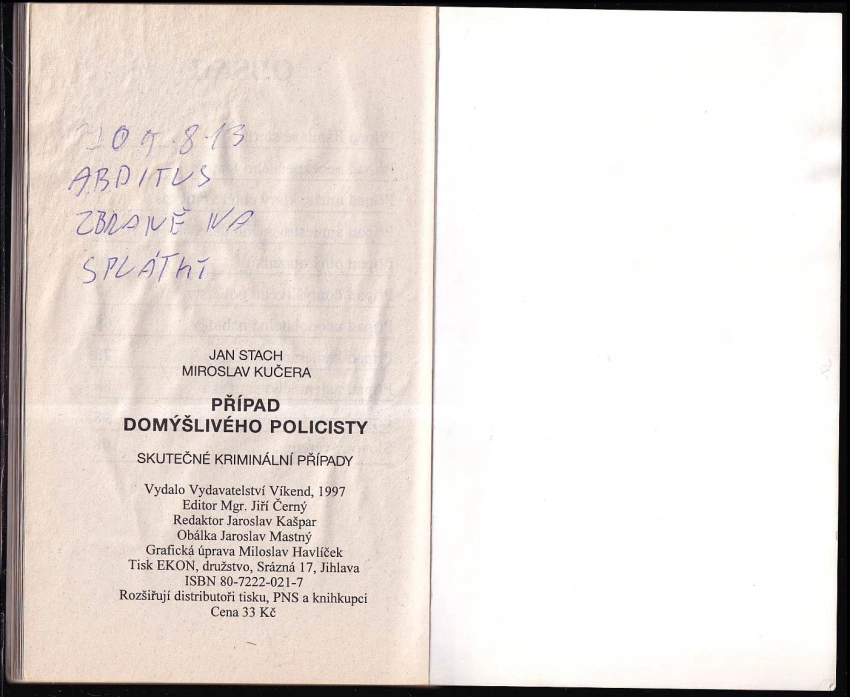 ABDITUS
ZBRANĚ NA
SPLÁTKY
JAN STACH
MIROSLAV KUČERA
PŘÍPAD
DOMÝŠLIVÉHO POLICISTY
SKUTEČNÉ KRIMINÁLNÍ PŘÍPADY
Vydalo Vydavatelství Víkend, 1997
Editor Mgr. Jiří Černý
Redaktor Jaroslav Kašpar
Obálka Jaroslav Mastný
Grafická úprava Miloslav Havlíček
Tisk EKON, družstvo, Srázná 17, Jihlava
ISBN 80-7222-021-7
Rozšiřují distributoři tisku, PNS a knihkupci
Cena 33 Kč